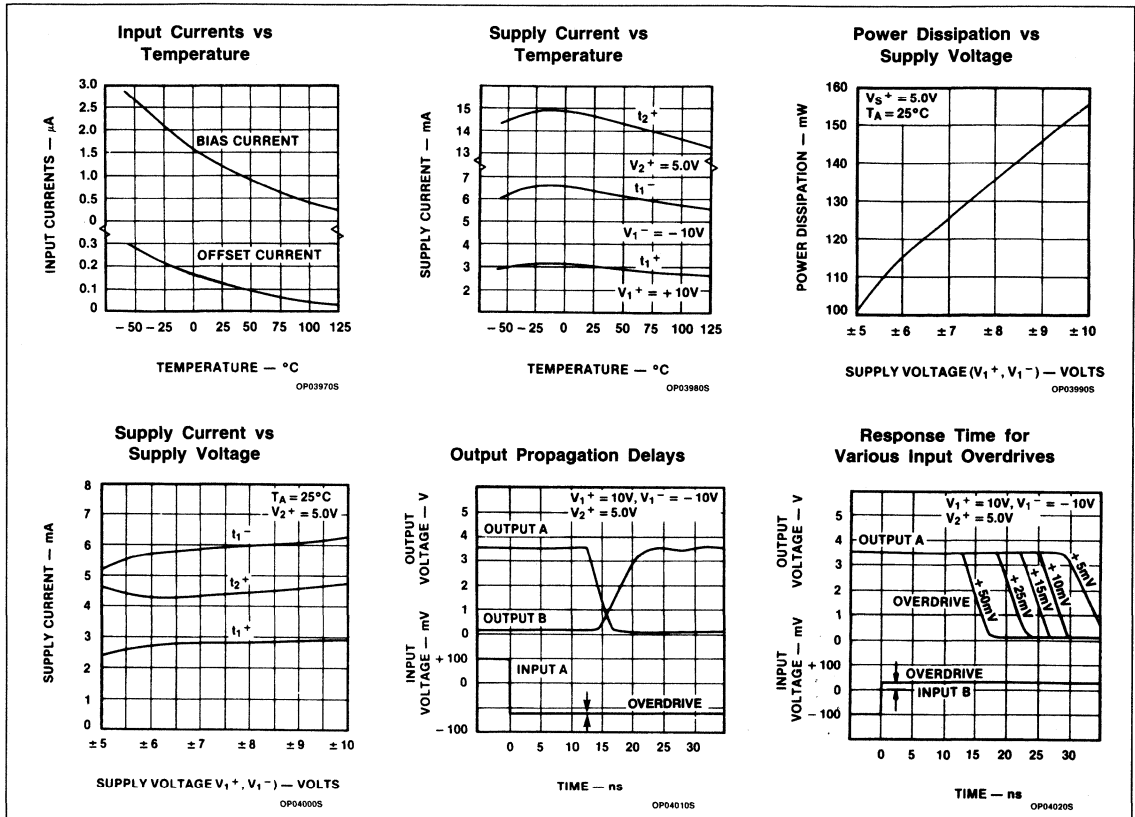 Input Currents vs
Temperature
3.0
2.5
2.0
1.5
1.0
0.5
0
0.3
0.2
0.1
0
INPUT CURRENTS — μA
BIAS CURRENT
OFFSET CURRENT
– 50 – 25 0 25 50 75 100 125
TEMPERATURE — °C
OP03970S
Supply Current vs
Temperature
15
14
13
7
6
5
4
3
2
SUPPLY CURRENT — mA
t₂⁺
V₂⁺ = 5.0V
t₁⁻
V₁⁻ = – 10V
t₁⁺
V₁⁺ = + 10V
– 50 – 25 0 25 50 75 100 125
TEMPERATURE — °C
OP03980S
Power Dissipation vs
Supply Voltage
160
150
140
130
120
110
100
POWER DISSIPATION — mW
VS⁺ = 5.0V
TA = 25°C
± 5 ± 6 ± 7 ± 8 ± 9 ± 10
SUPPLY VOLTAGE (V₁⁺, V₁⁻) — VOLTS
OP03990S
Supply Current vs
Supply Voltage
8
7
6
5
4
3
2
1
0
SUPPLY CURRENT — mA
TA = 25°C
V₂⁺ = 5.0V
t₁⁻
t₂⁺
t₁⁺
± 5 ± 6 ± 7 ± 8 ± 9 ± 10
SUPPLY VOLTAGE V₁⁺, V₁⁻) — VOLTS
OP04000S
Output Propagation Delays
V₁⁺ = 10V, V₁⁻ = – 10V
V₂⁺ = 5.0V
OUTPUT VOLTAGE — V
5
4
3
2
1
0
OUTPUT A
OUTPUT B
INPUT VOLTAGE — mV
+ 100
0
– 100
INPUT A
OVERDRIVE
0 5 10 15 20 25 30
TIME — ns
OP04010S
Response Time for
Various Input Overdrives
V₁⁺ = 10V, V₁⁻ = – 10V
V₂⁺ = 5.0V
OUTPUT VOLTAGE — V
5
4
3
2
1
0
OUTPUT A
OVERDRIVE
+ 50mV
+ 25mV
+ 15mV
+ 10mV
+ 5mV
INPUT VOLTAGE — mV
+ 100
0
– 100
OVERDRIVE
INPUT B
0 5 10 15 20 25 30
TIME — ns
OP04020S